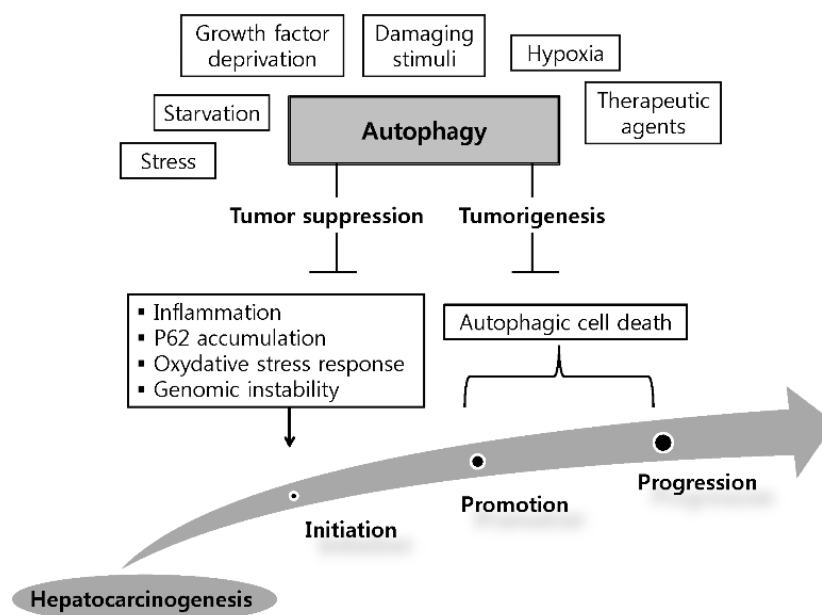 Growth factor
deprivation
Damaging
stimuli
Hypoxia
Therapeutic
agents
Starvation
Stress
Autophagy
Tumor suppression
Tumorigenesis
▪ Inflammation
▪ P62 accumulation
▪ Oxydative stress response
▪ Genomic instability
Autophagic cell death
Initiation
Promotion
Progression
Hepatocarcinogenesis